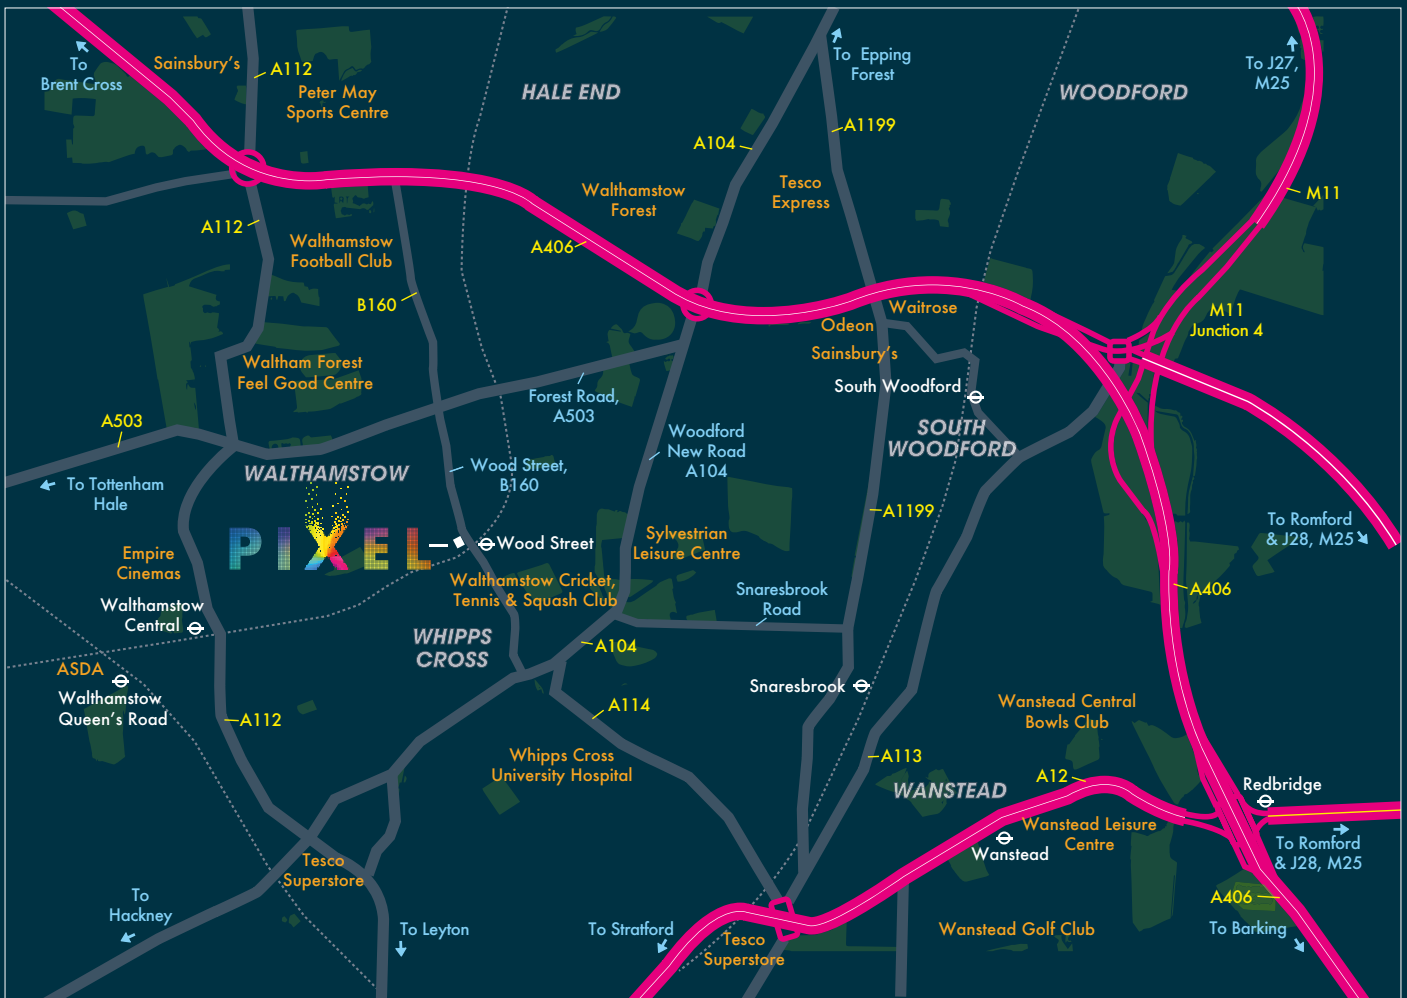 To
Brent Cross
Sainsbury's
A112
Peter May
Sports Centre
HALE END
To Epping
Forest
WOODFORD
To J27,
M25
A104
A1199
Walthamstow
Forest
Tesco
Express
M11
A112
Walthamstow
Football Club
A406
B160
M11
Junction 4
Waitrose
Odeon
Sainsbury's
Waltham Forest
Feel Good Centre
South Woodford
Forest Road,
A503
A503
SOUTH
WOODFORD
Woodford
New Road
A104
WALTHAMSTOW
Wood Street,
B160
To Tottenham
Hale
A1199
To Romford
& J28, M25
PIXEL
Wood Street
Sylvestrian
Leisure Centre
Empire
Cinemas
Walthamstow Cricket,
Tennis & Squash Club
Snaresbrook
Road
A406
Walthamstow
Central
WHIPPS
CROSS
A104
ASDA
Walthamstow
Queen's Road
Snaresbrook
A114
A112
Wanstead Central
Bowls Club
Whipps Cross
University Hospital
A113
A12
WANSTEAD
Redbridge
Wanstead Leisure
Centre
Wanstead
To Romford
& J28, M25
Tesco
Superstore
A406
To
Hackney
To Leyton
To Stratford
Tesco
Superstore
Wanstead Golf Club
To Barking